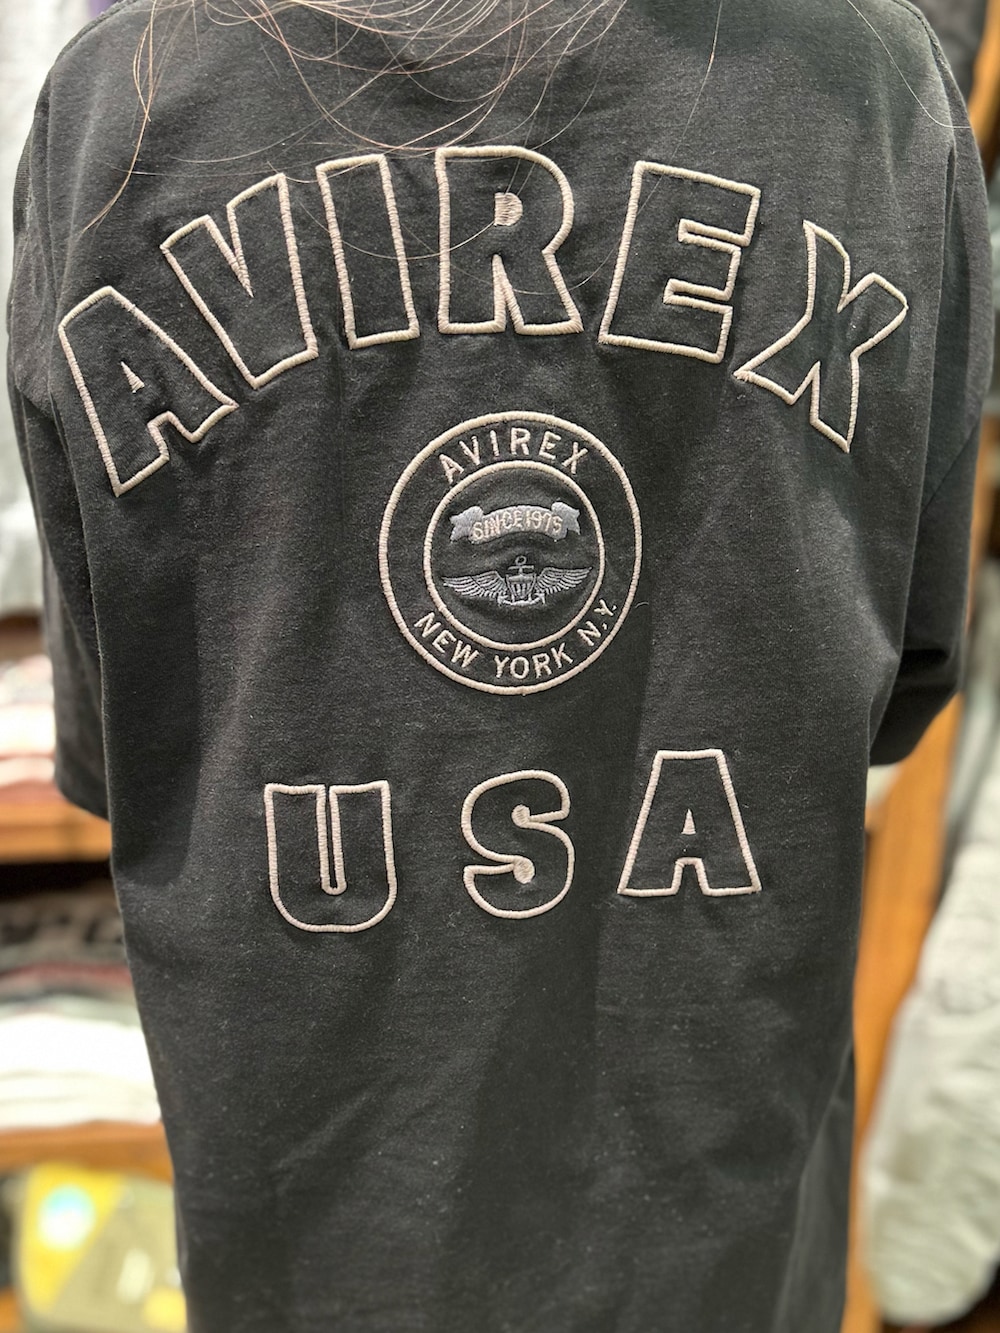 AVIREX
AVIREX
SINCE 1975
NEW YORK N.Y.
USA